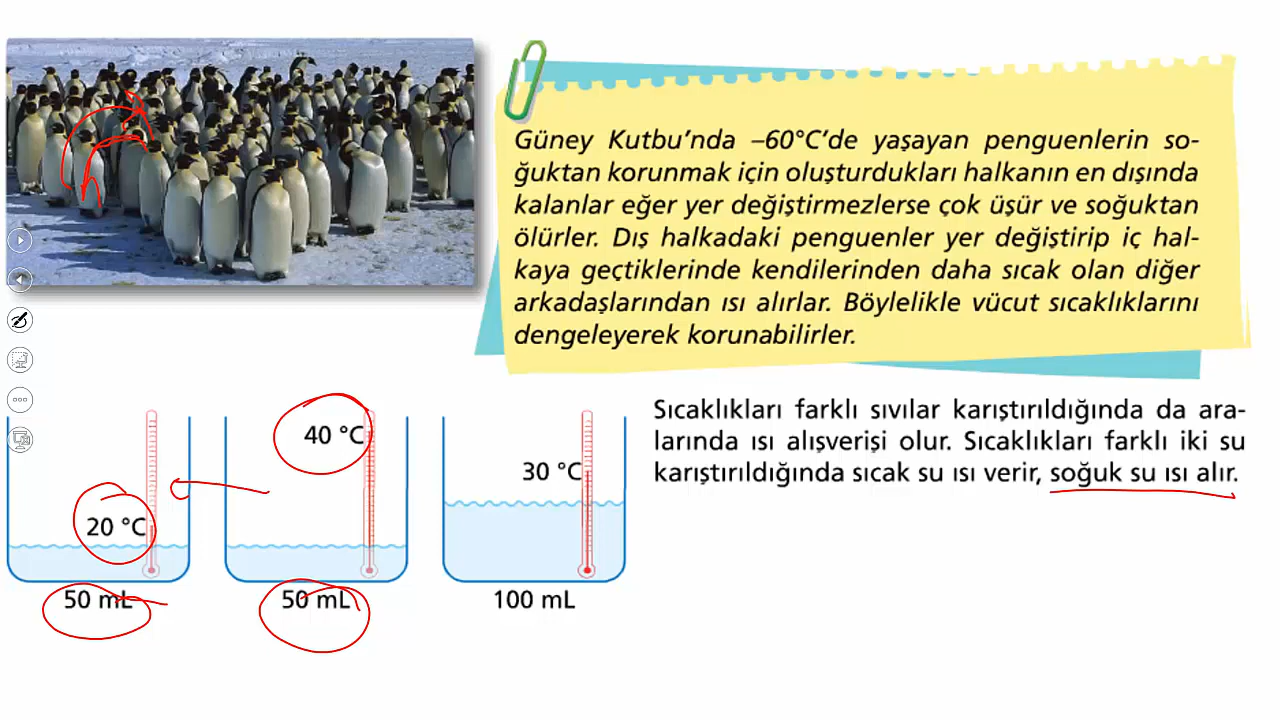 Güney Kutbu’nda –60°C’de yaşayan penguenlerin so-
ğuktan korunmak için oluşturdukları halkanın en dışında
kalanlar eğer yer değiştirmezlerse çok üşür ve soğuktan
ölürler. Dış halkadaki penguenler yer değiştirip iç hal-
kaya geçtiklerinde kendilerinden daha sıcak olan diğer
arkadaşlarından ısı alırlar. Böylelikle vücut sıcaklıklarını
dengeleyerek korunabilirler.
Sıcaklıkları farklı sıvılar karıştırıldığında da ara-
larında ısı alışverişi olur. Sıcaklıkları farklı iki su
karıştırıldığında sıcak su ısı verir, soğuk su ısı alır.
20 °C
40 °C
30 °C
50 mL
50 mL
100 mL